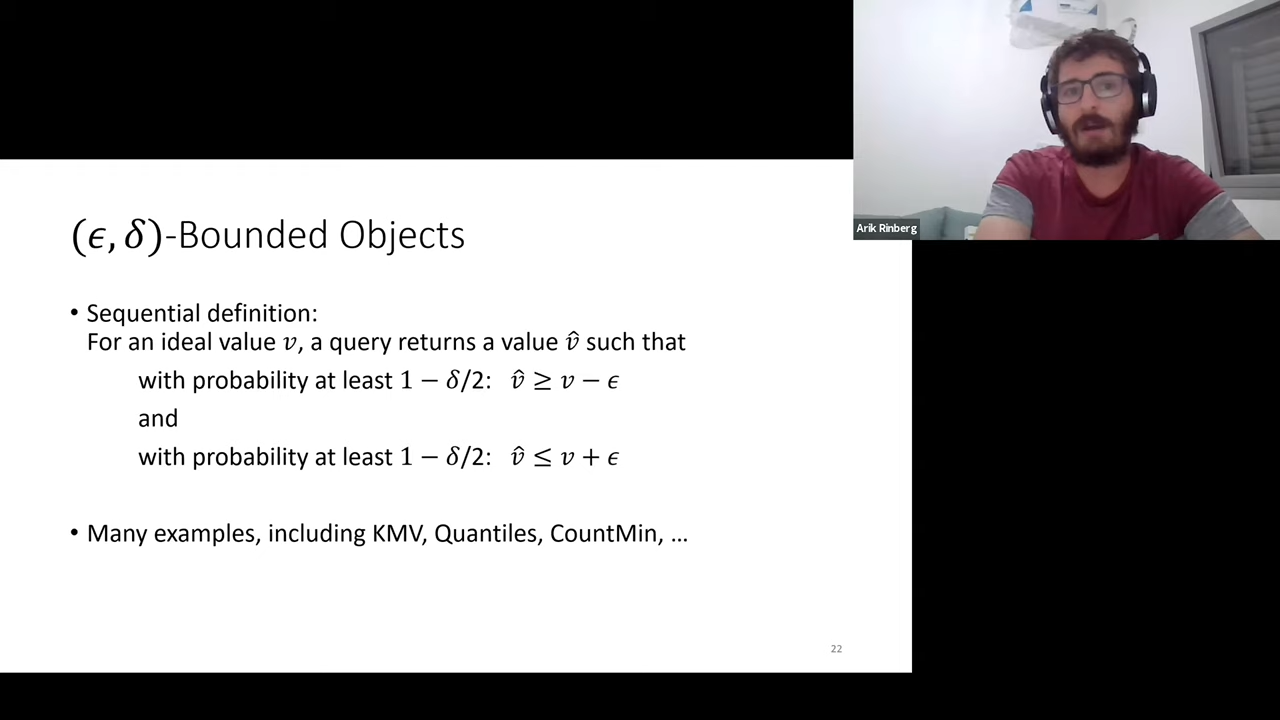 Arik Rinberg
(ϵ, δ)-Bounded Objects
• Sequential definition:
For an ideal value v, a query returns a value v̂ such that
with probability at least 1 − δ/2: v̂ ≥ v − ϵ
and
with probability at least 1 − δ/2: v̂ ≤ v + ϵ
• Many examples, including KMV, Quantiles, CountMin, …
22